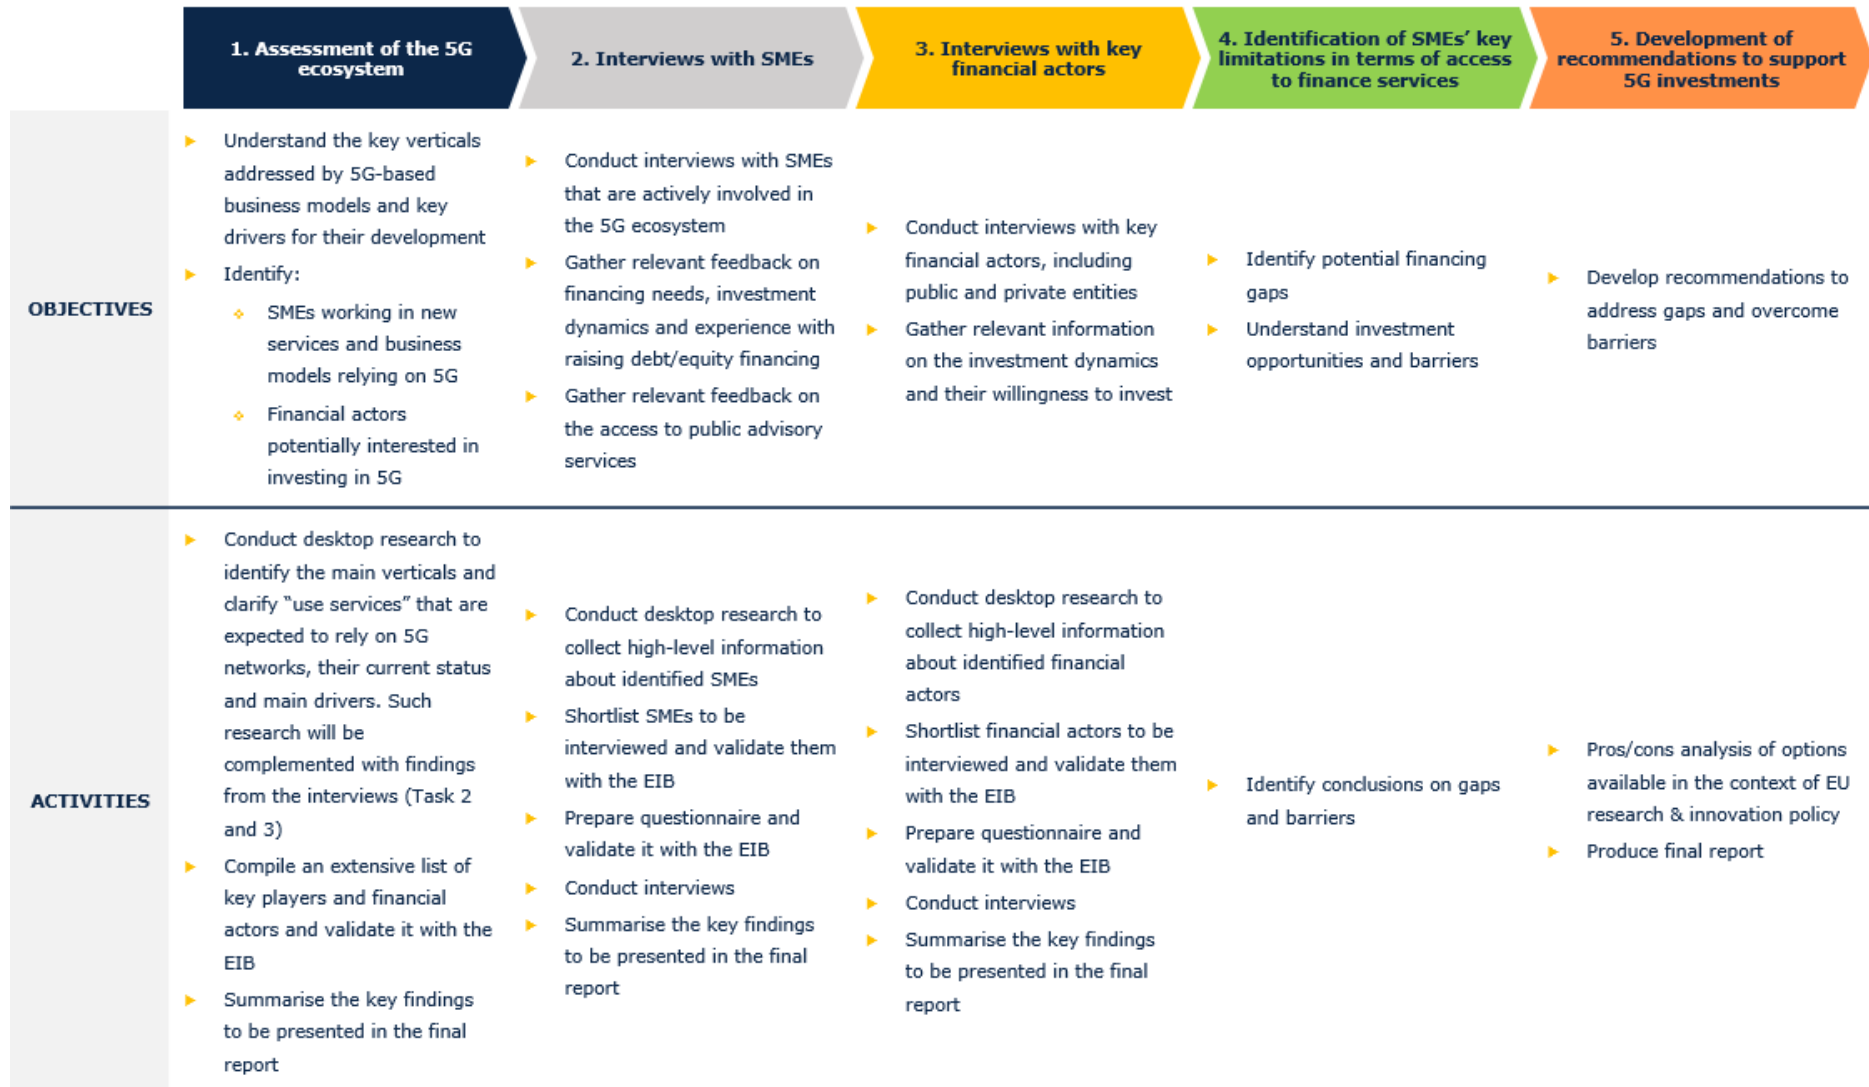 1. Assessment of the 5G
ecosystem
2. Interviews with SMEs
3. Interviews with key
financial actors
4. Identification of SMEs’ key
limitations in terms of access
to finance services
5. Development of
recommendations to support
5G investments
OBJECTIVES
Understand the key verticals
addressed by 5G-based
business models and key
drivers for their development
Identify:
SMEs working in new
services and business
models relying on 5G
Financial actors
potentially interested in
investing in 5G
Conduct interviews with SMEs
that are actively involved in
the 5G ecosystem
Gather relevant feedback on
financing needs, investment
dynamics and experience with
raising debt/equity financing
Gather relevant feedback on
the access to public advisory
services
Conduct interviews with key
financial actors, including
public and private entities
Gather relevant information
on the investment dynamics
and their willingness to invest
Identify potential financing
gaps
Understand investment
opportunities and barriers
Develop recommendations to
address gaps and overcome
barriers
ACTIVITIES
Conduct desktop research to
identify the main verticals and
clarify “use services” that are
expected to rely on 5G
networks, their current status
and main drivers. Such
research will be
complemented with findings
from the interviews (Task 2
and 3)
Compile an extensive list of
key players and financial
actors and validate it with the
EIB
Summarise the key findings
to be presented in the final
report
Conduct desktop research to
collect high-level information
about identified SMEs
Shortlist SMEs to be
interviewed and validate them
with the EIB
Prepare questionnaire and
validate it with the EIB
Conduct interviews
Summarise the key findings
to be presented in the final
report
Conduct desktop research to
collect high-level information
about identified financial
actors
Shortlist financial actors to be
interviewed and validate them
with the EIB
Prepare questionnaire and
validate it with the EIB
Conduct interviews
Summarise the key findings
to be presented in the final
report
Identify conclusions on gaps
and barriers
Pros/cons analysis of options
available in the context of EU
research & innovation policy
Produce final report